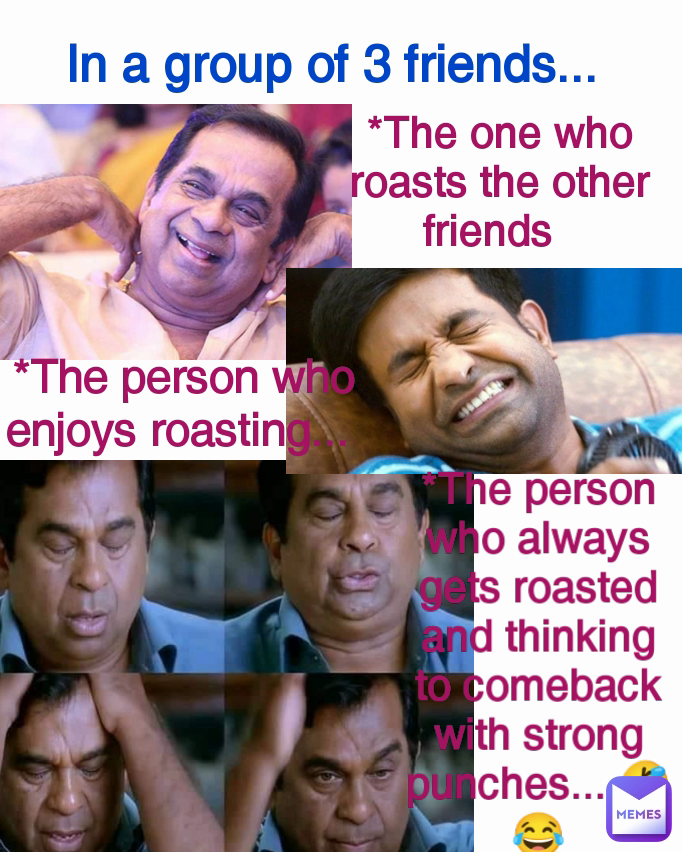 In a group of 3 friends...
*The one who
roasts the other
friends
*The person who
enjoys roasting...
*The person
who always
gets roasted
and thinking
to comeback
with strong
punches...😅
😂
MEMES